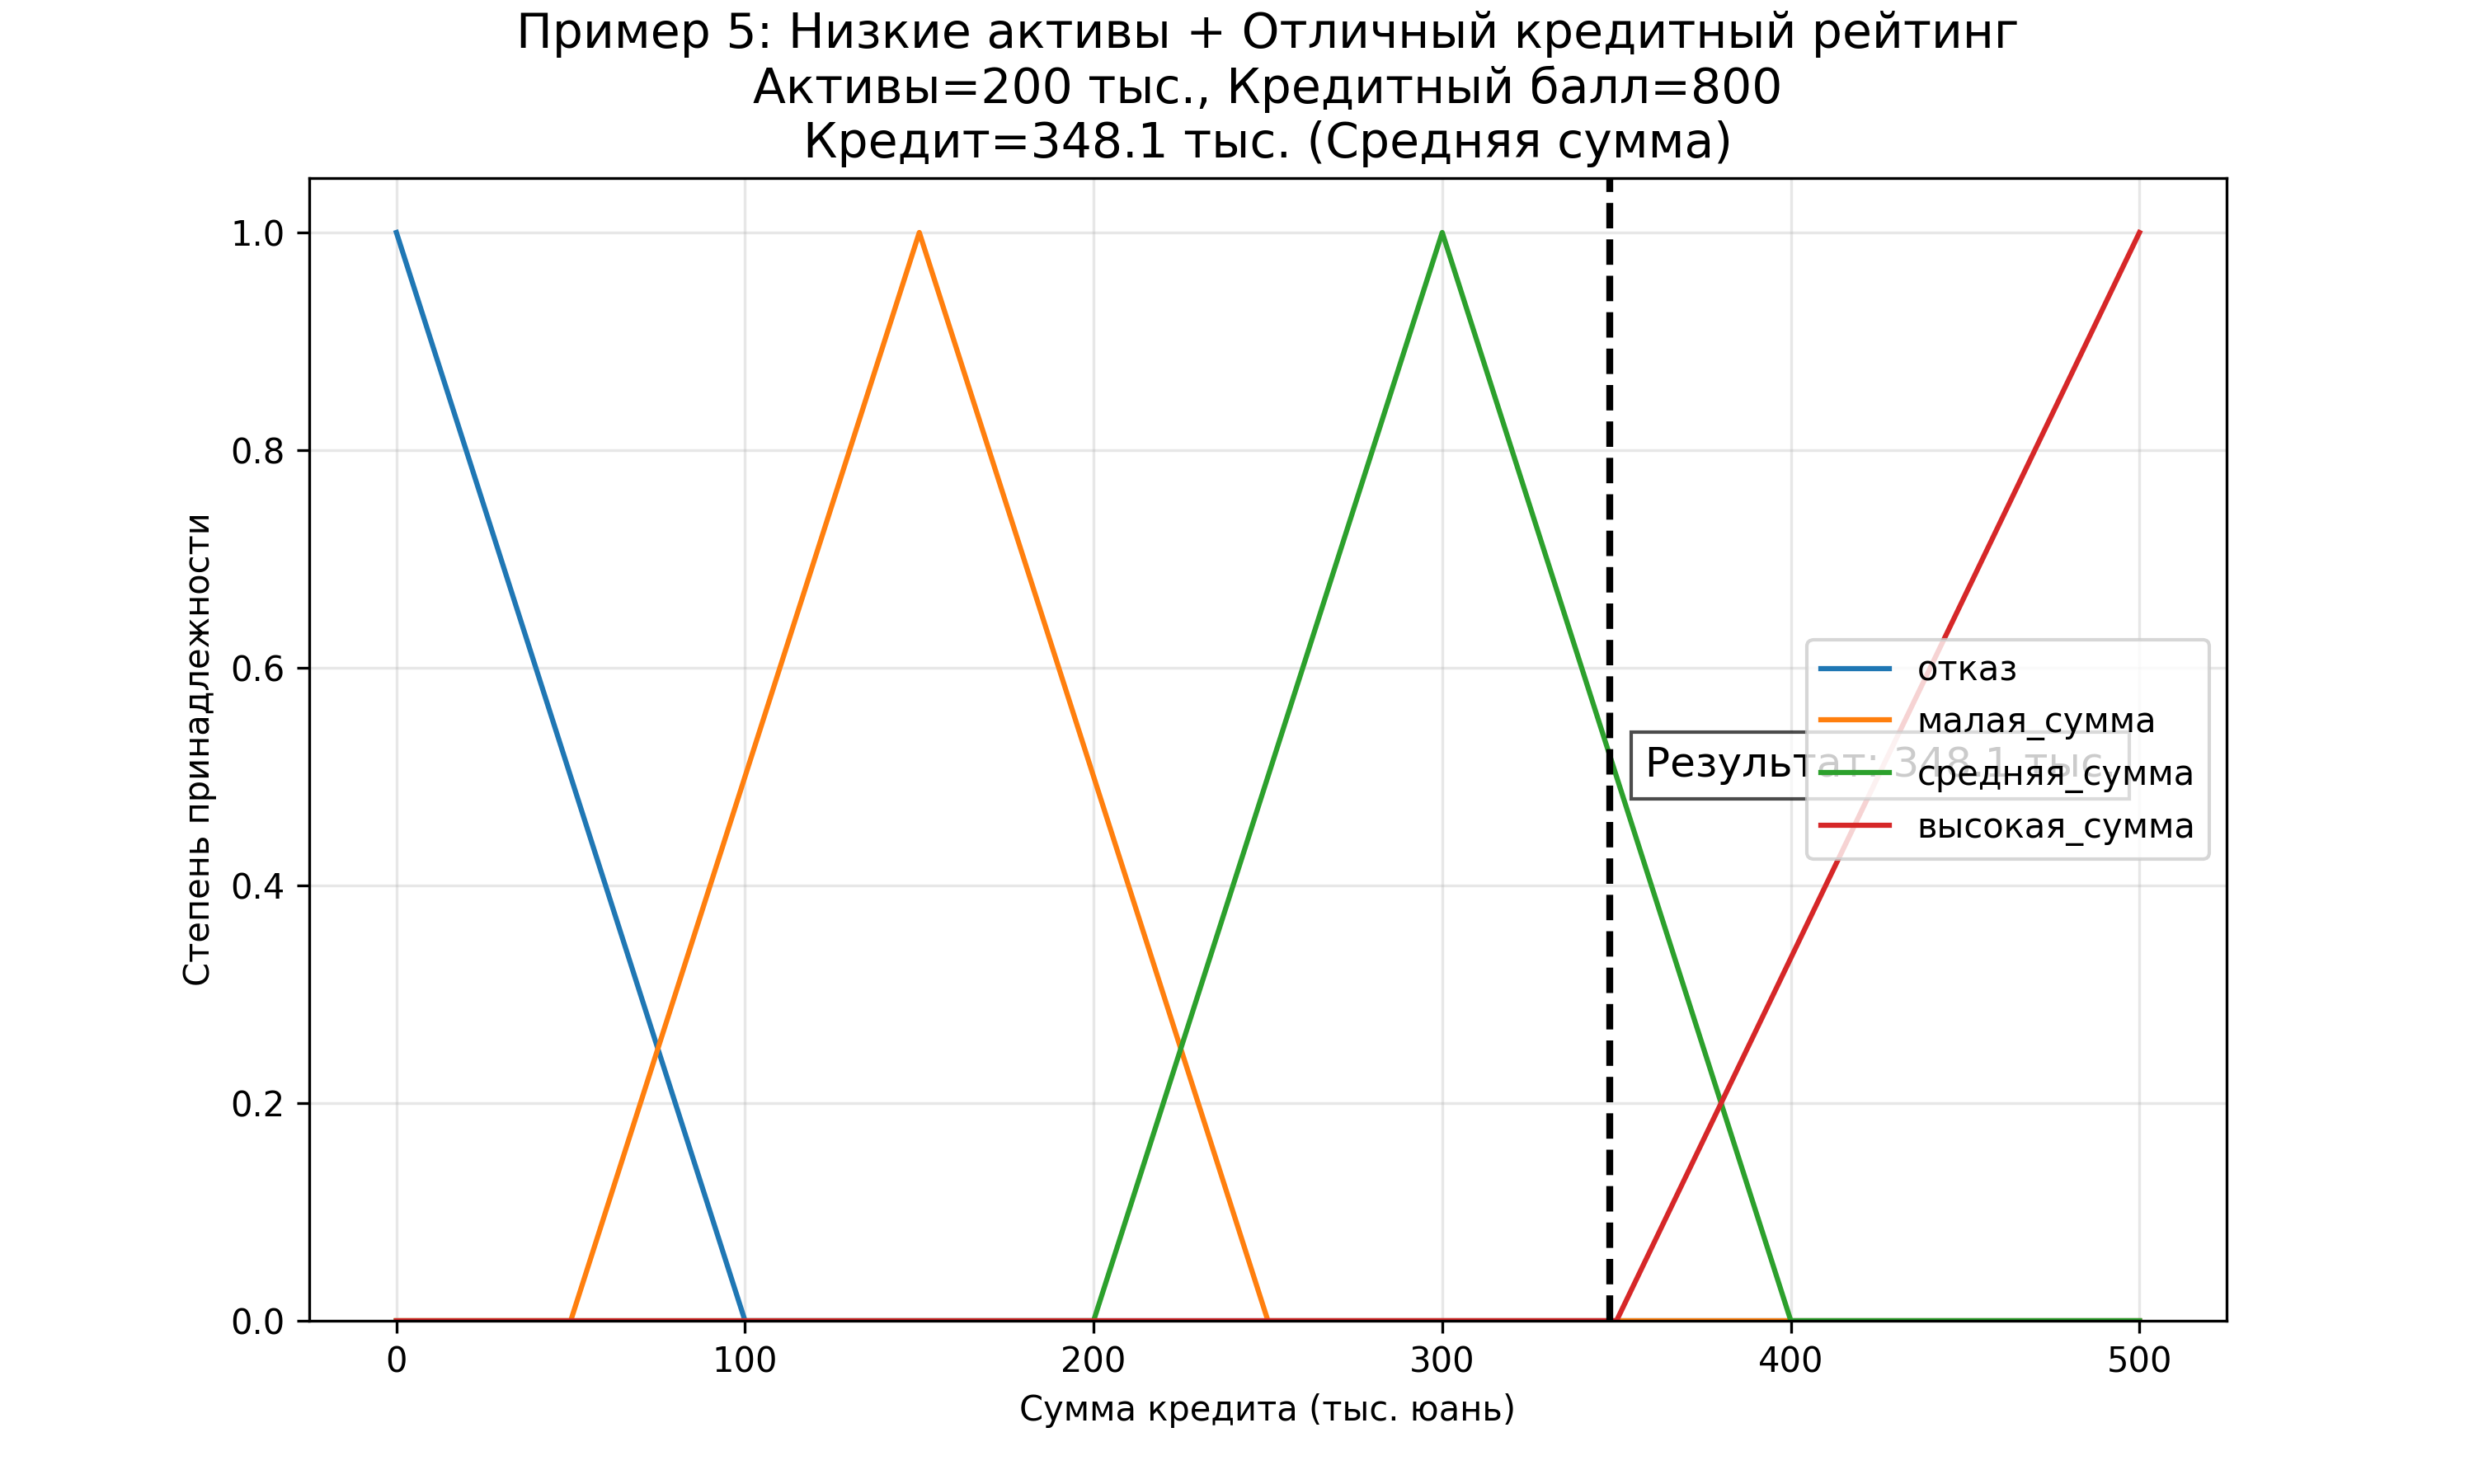 Пример 5: Низкие активы + Отличный кредитный рейтинг
Активы=200 тыс., Кредитный балл=800
Кредит=348.1 тыс. (Средняя сумма)
Степень принадлежности
1.0
0.8
0.6
0.4
0.2
0.0
отказ
малая_сумма
Результат: 348.1 тыс.
средняя_сумма
высокая_сумма
0 100 200 300 400 500
Сумма кредита (тыс. юань)